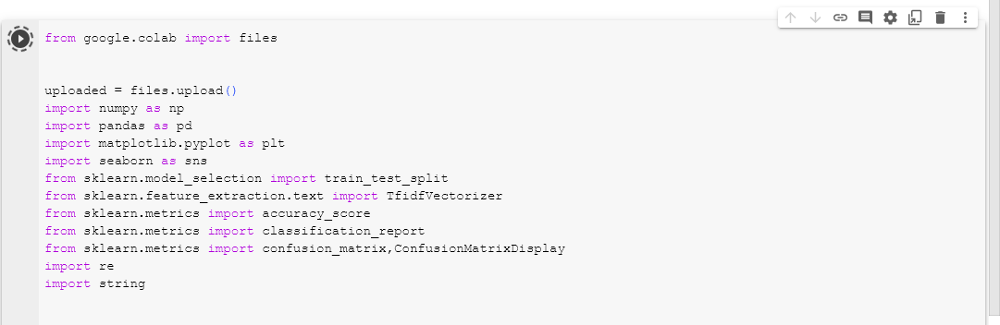 from google.colab import files
uploaded = files.upload()
import numpy as np
import pandas as pd
import matplotlib.pyplot as plt
import seaborn as sns
from sklearn.model_selection import train_test_split
from sklearn.feature_extraction.text import TfidfVectorizer
from sklearn.metrics import accuracy_score
from sklearn.metrics import classification_report
from sklearn.metrics import confusion_matrix,ConfusionMatrixDisplay
import re
import string